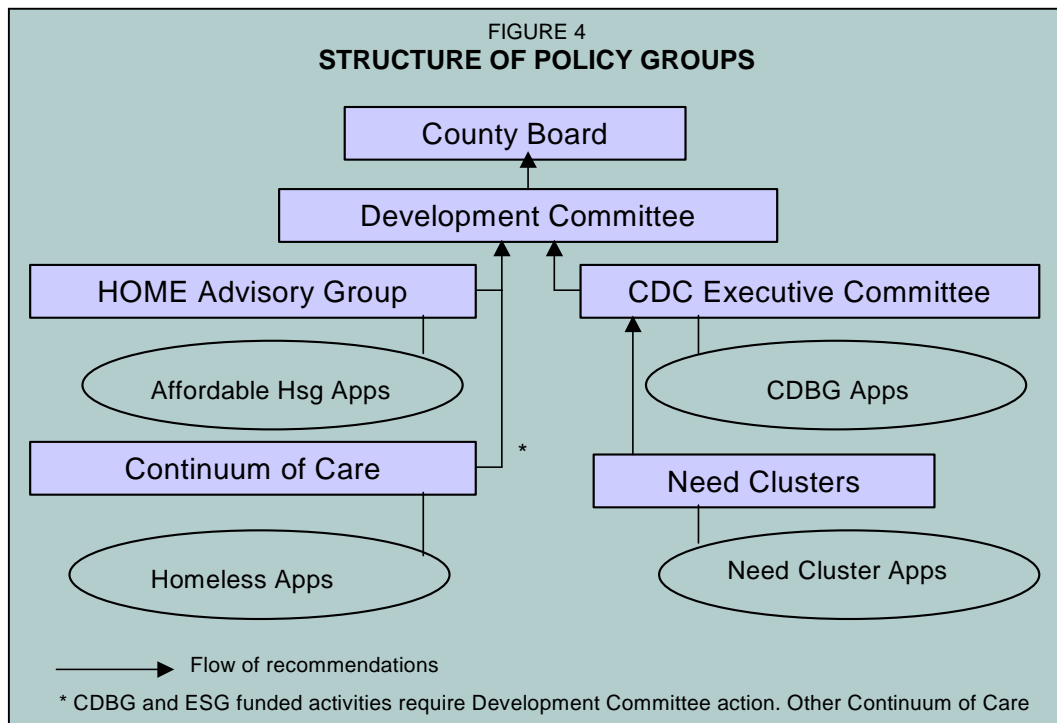 FIGURE 4
STRUCTURE OF POLICY GROUPS
County Board
Development Committee
HOME Advisory Group
CDC Executive Committee
Affordable Hsg Apps
CDBG Apps
Continuum of Care
*
Need Clusters
Homeless Apps
Need Cluster Apps
Flow of recommendations
* CDBG and ESG funded activities require Development Committee action. Other Continuum of Care